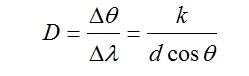 D = Δθ/Δλ = k/(d cos θ)